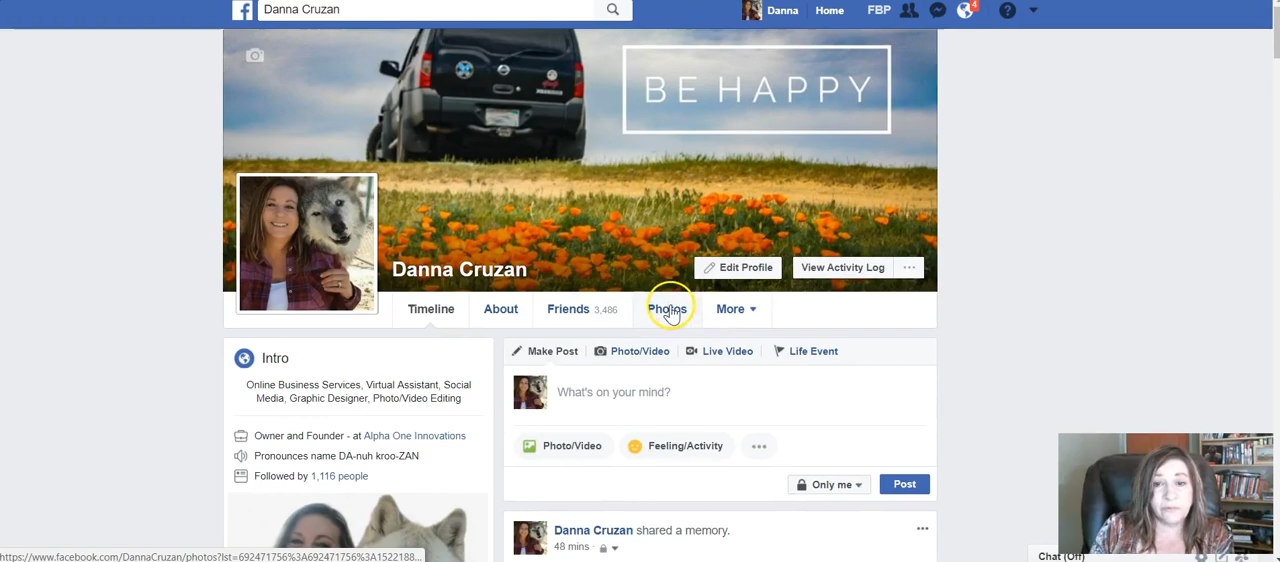 Danna Cruzan
Danna Home FBP 4
BE HAPPY
Danna Cruzan
Edit Profile View Activity Log
Timeline About Friends 3,486 Photos More
Intro
Online Business Services, Virtual Assistant, Social
Media, Graphic Designer, Photo/Video Editing
Owner and Founder - at Alpha One Innovations
Pronounces name DA-nuh kroo-ZAN
Followed by 1,116 people
Make Post Photo/Video Live Video Life Event
What's on your mind?
Photo/Video Feeling/Activity
Only me Post
Danna Cruzan shared a memory.
48 mins
https://www.facebook.com/DannaCruzan/photos?lst=692471756%3A692471756%3A1522188...
Chat (Off)